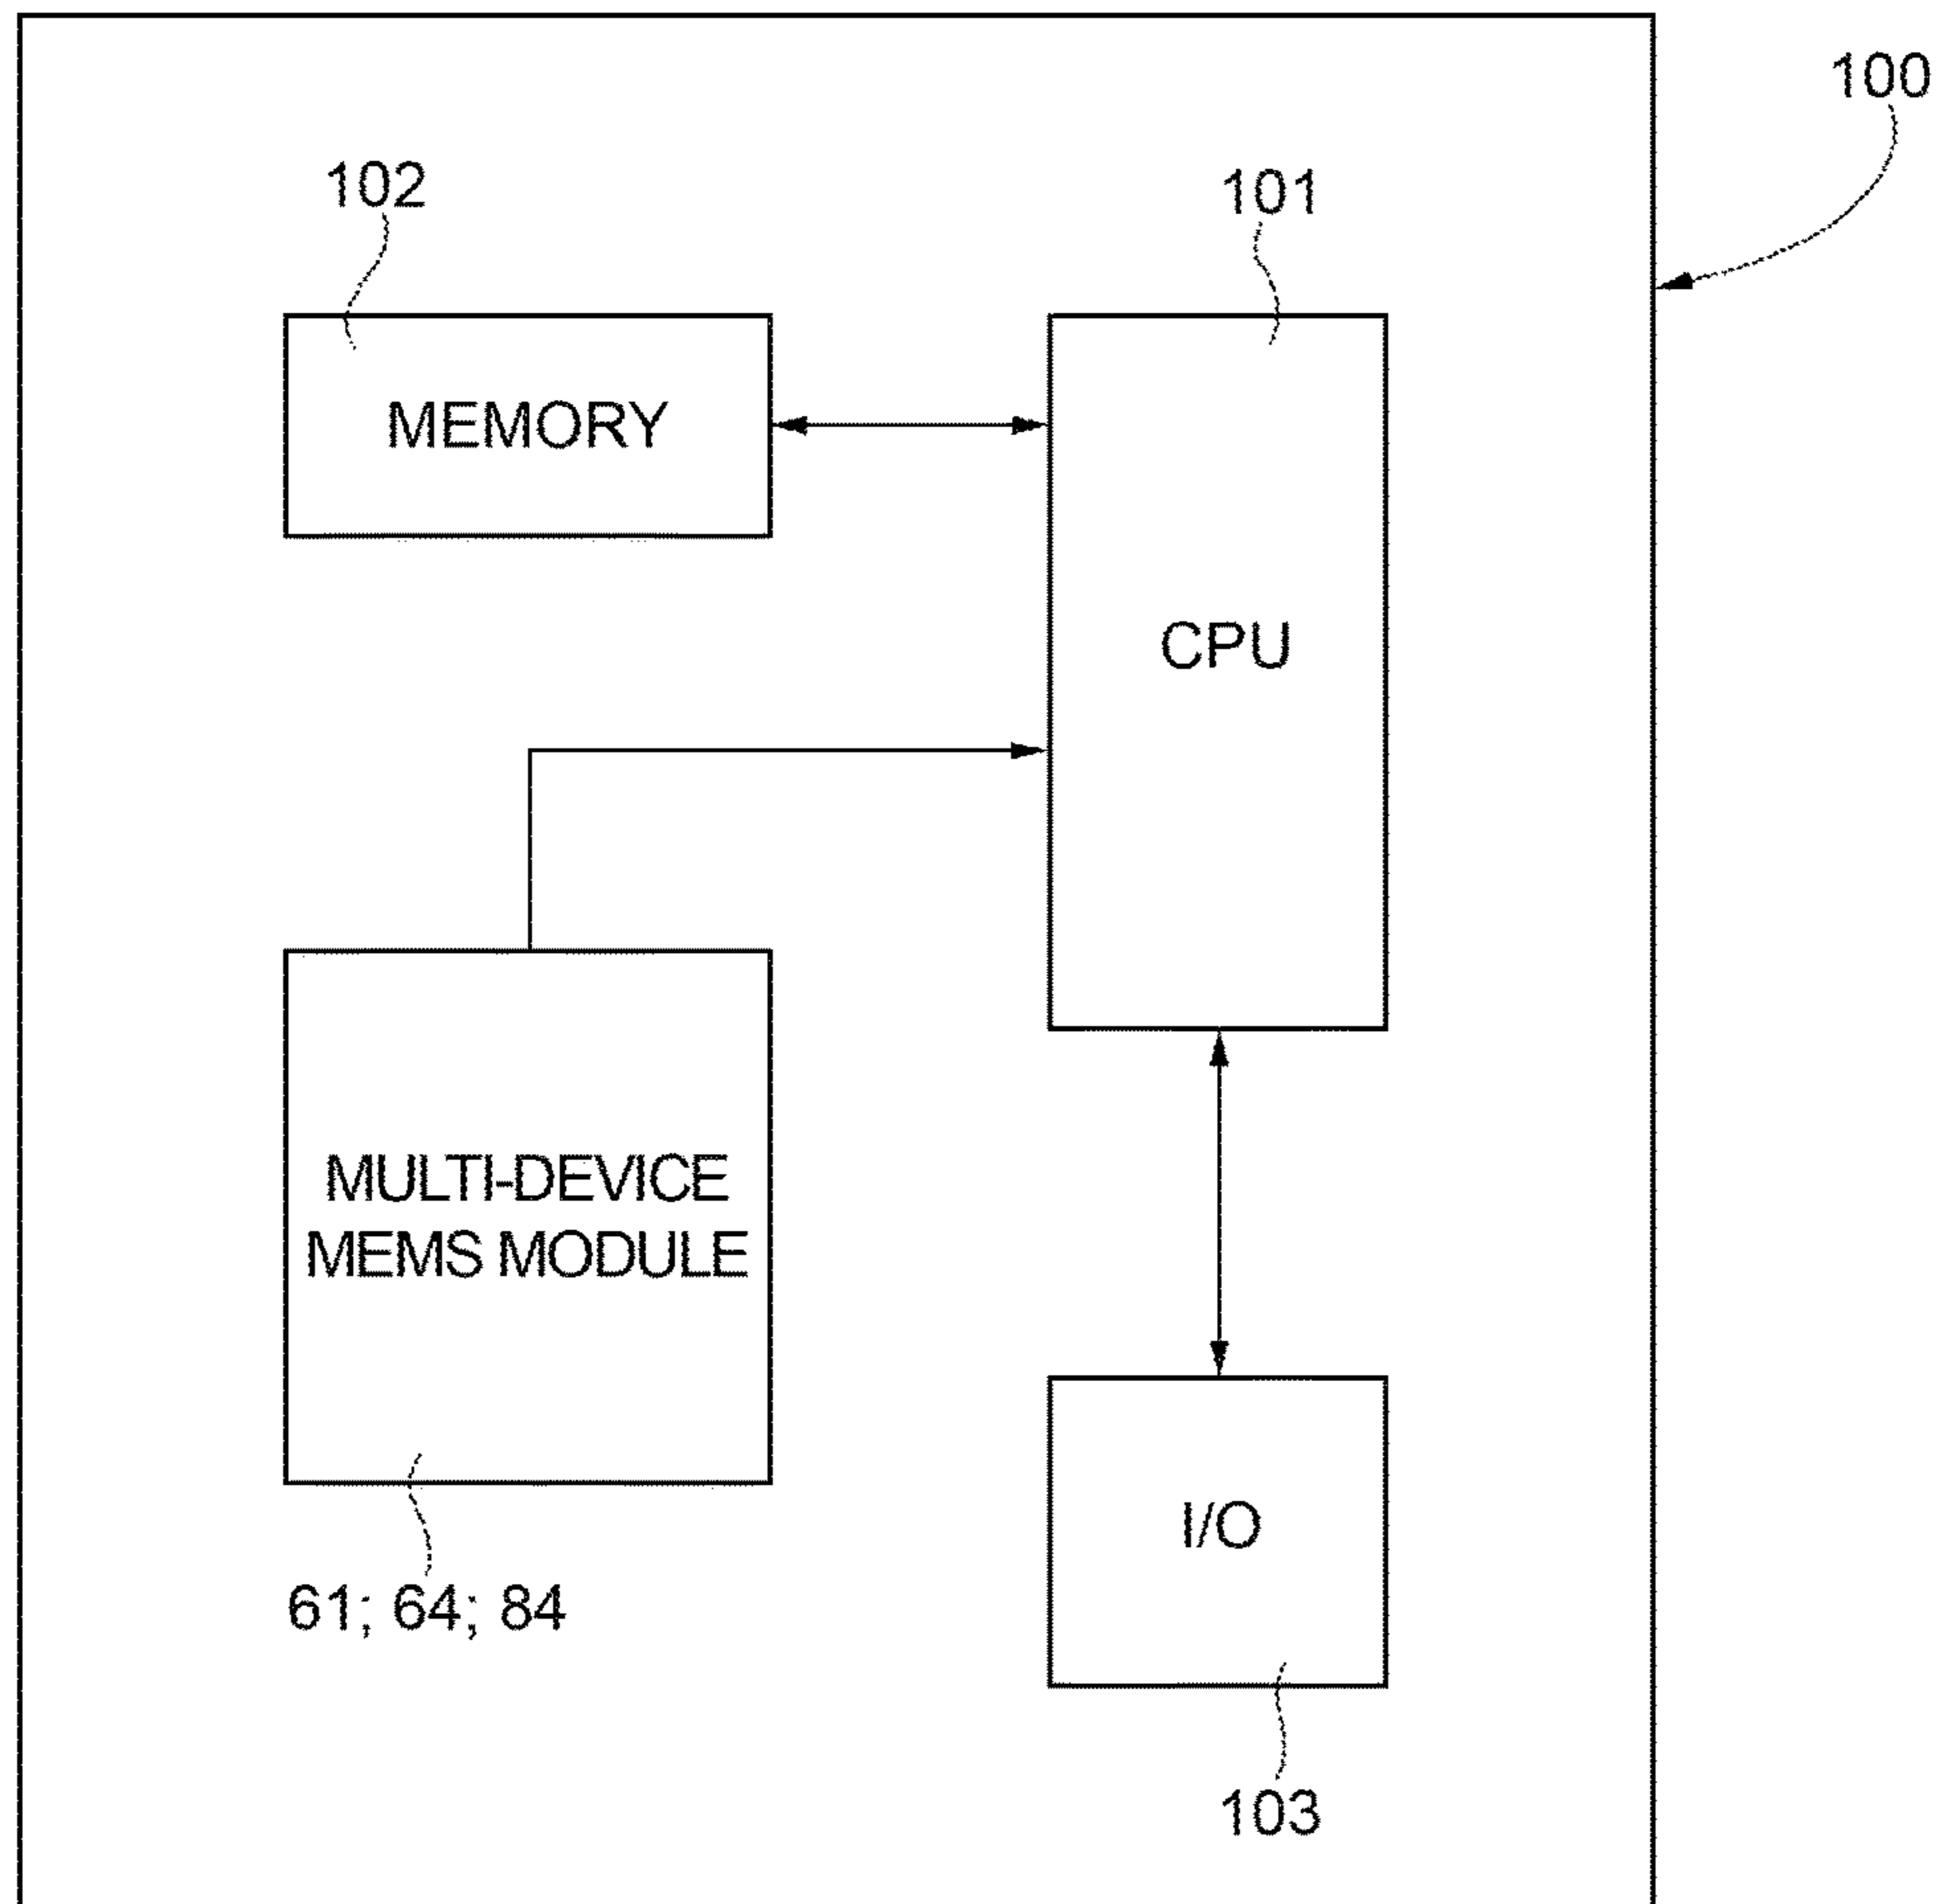 100
102
101
MEMORY
CPU
MULTI-DEVICE
MEMS MODULE
I/O
61; 64; 84
103